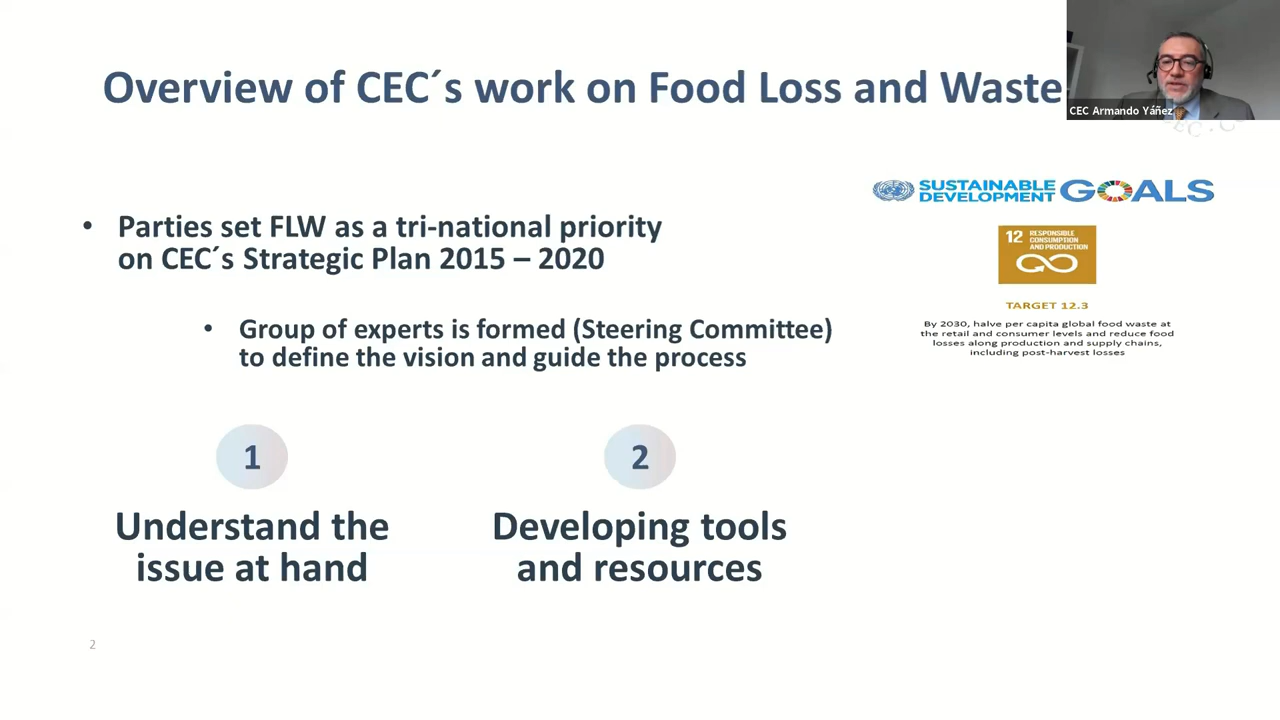 Overview of CEC´s work on Food Loss and Waste
CEC Armando Yáñez
SUSTAINABLE
DEVELOPMENT GOALS
• Parties set FLW as a tri-national priority
on CEC´s Strategic Plan 2015 – 2020
12 RESPONSIBLE
CONSUMPTION
AND PRODUCTION
TARGET 12.3
By 2030, halve per capita global food waste at
the retail and consumer levels and reduce food
losses along production and supply chains,
including post-harvest losses
• Group of experts is formed (Steering Committee)
to define the vision and guide the process
1
Understand the
issue at hand
2
Developing tools
and resources
2